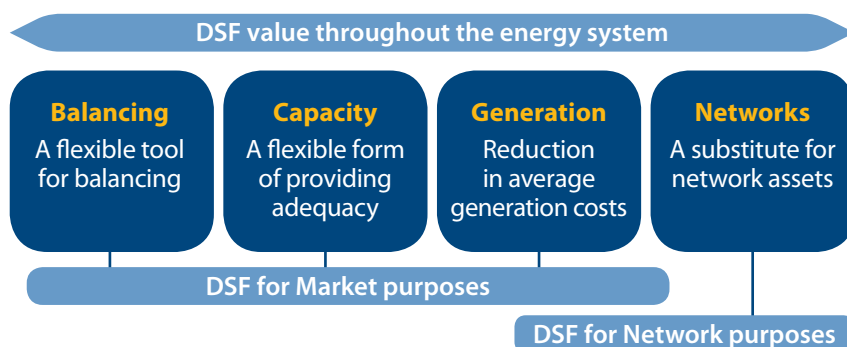 DSF value throughout the energy system
Balancing
A flexible tool
for balancing
Capacity
A flexible form
of providing
adequacy
Generation
Reduction
in average
generation costs
Networks
A substitute for
network assets
DSF for Market purposes
DSF for Network purposes